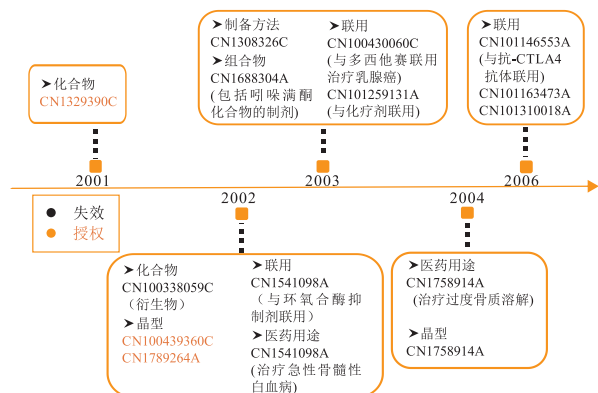 ➤化合物
CN1329390C
➤制备方法
CN1308326C
➤组合物
CN1688304A
(包括吲哚满酮
化合物的制剂)
➤联用
CN100430060C
(与多西他赛联用
治疗乳腺癌)
CN101259131A
(与化疗剂联用)
➤联用
CN101146553A
(与抗-CTLA4
抗体联用)
CN101163473A
CN101310018A
2001
2003
2006
2002
2004
● 失效
● 授权
➤化合物
CN100338059C
(衍生物)
➤晶型
CN100439360C
CN1789264A
➤联用
CN1541098A
(与环氧合酶抑
制剂联用)
➤医药用途
CN1541098A
(治疗急性骨髓性
白血病)
➤医药用途
CN1758914A
(治疗过度骨质溶解)
➤晶型
CN1758914A